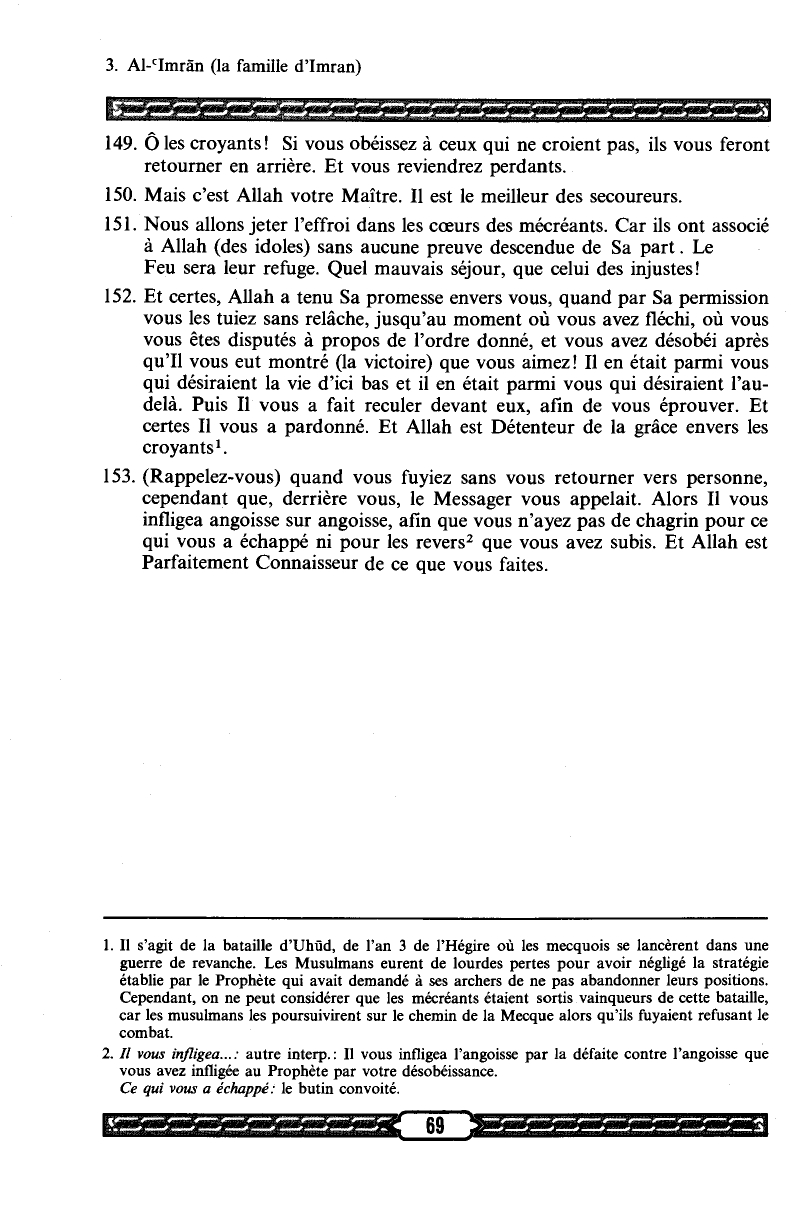 3. Al-ᶜImrān (la famille d'Imran)
149. Ô les croyants! Si vous obéissez à ceux qui ne croient pas, ils vous feront
retourner en arrière. Et vous reviendrez perdants.
150. Mais c'est Allah votre Maître. Il est le meilleur des secoureurs.
151. Nous allons jeter l'effroi dans les cœurs des mécréants. Car ils ont associé
à Allah (des idoles) sans aucune preuve descendue de Sa part . Le
Feu sera leur refuge. Quel mauvais séjour, que celui des injustes!
152. Et certes, Allah a tenu Sa promesse envers vous, quand par Sa permission
vous les tuiez sans relâche, jusqu'au moment où vous avez fléchi, où vous
vous êtes disputés à propos de l'ordre donné, et vous avez désobéi après
qu'Il vous eut montré (la victoire) que vous aimez! Il en était parmi vous
qui désiraient la vie d'ici bas et il en était parmi vous qui désiraient l'au-
delà. Puis Il vous a fait reculer devant eux, afin de vous éprouver. Et
certes Il vous a pardonné. Et Allah est Détenteur de la grâce envers les
croyants¹.
153. (Rappelez-vous) quand vous fuyiez sans vous retourner vers personne,
cependant que, derrière vous, le Messager vous appelait. Alors Il vous
infligea angoisse sur angoisse, afin que vous n'ayez pas de chagrin pour ce
qui vous a échappé ni pour les revers² que vous avez subis. Et Allah est
Parfaitement Connaisseur de ce que vous faites.
1. Il s'agit de la bataille d'Uhūd, de l'an 3 de l'Hégire où les mecquois se lancèrent dans une
guerre de revanche. Les Musulmans eurent de lourdes pertes pour avoir négligé la stratégie
établie par le Prophète qui avait demandé à ses archers de ne pas abandonner leurs positions.
Cependant, on ne peut considérer que les mécréants étaient sortis vainqueurs de cette bataille,
car les musulmans les poursuivirent sur le chemin de la Mecque alors qu'ils fuyaient refusant le
combat.
2. Il vous infligea...: autre interp.: Il vous infligea l'angoisse par la défaite contre l'angoisse que
vous avez infligée au Prophète par votre désobéissance.
Ce qui vous a échappé: le butin convoité.
69